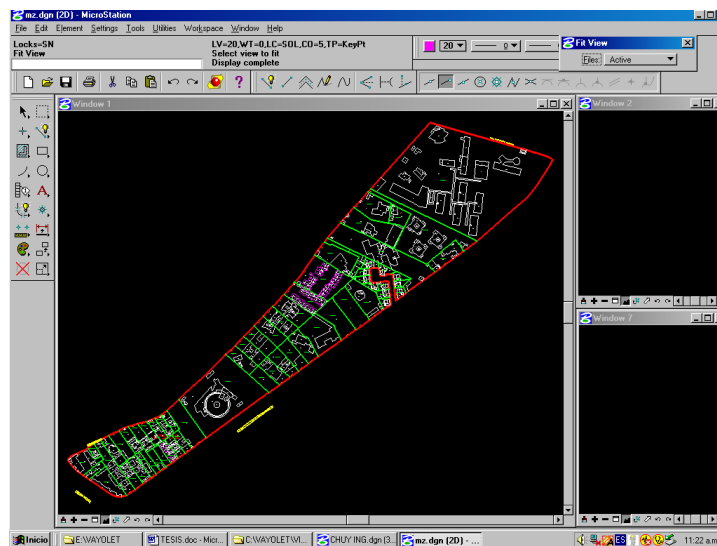 mz.dgn (2D) - MicroStation
File Edit Element Settings Tools Utilities Workspace Window Help
Locks=SN
Fit View
LV=20,WT=0,LC=SOL,CO=5,TP=KeyPt
Select view to fit
Display complete
20
0
Fit View
Files: Active
Window 1
Window 2
Window 7
Inicio
E:\WAYOLET
TESIS.doc - Micr...
C:\WAYOLET\VI...
CHUY ING.dgn (3...
mz.dgn (2D) - ...
ES
11:22 a.m